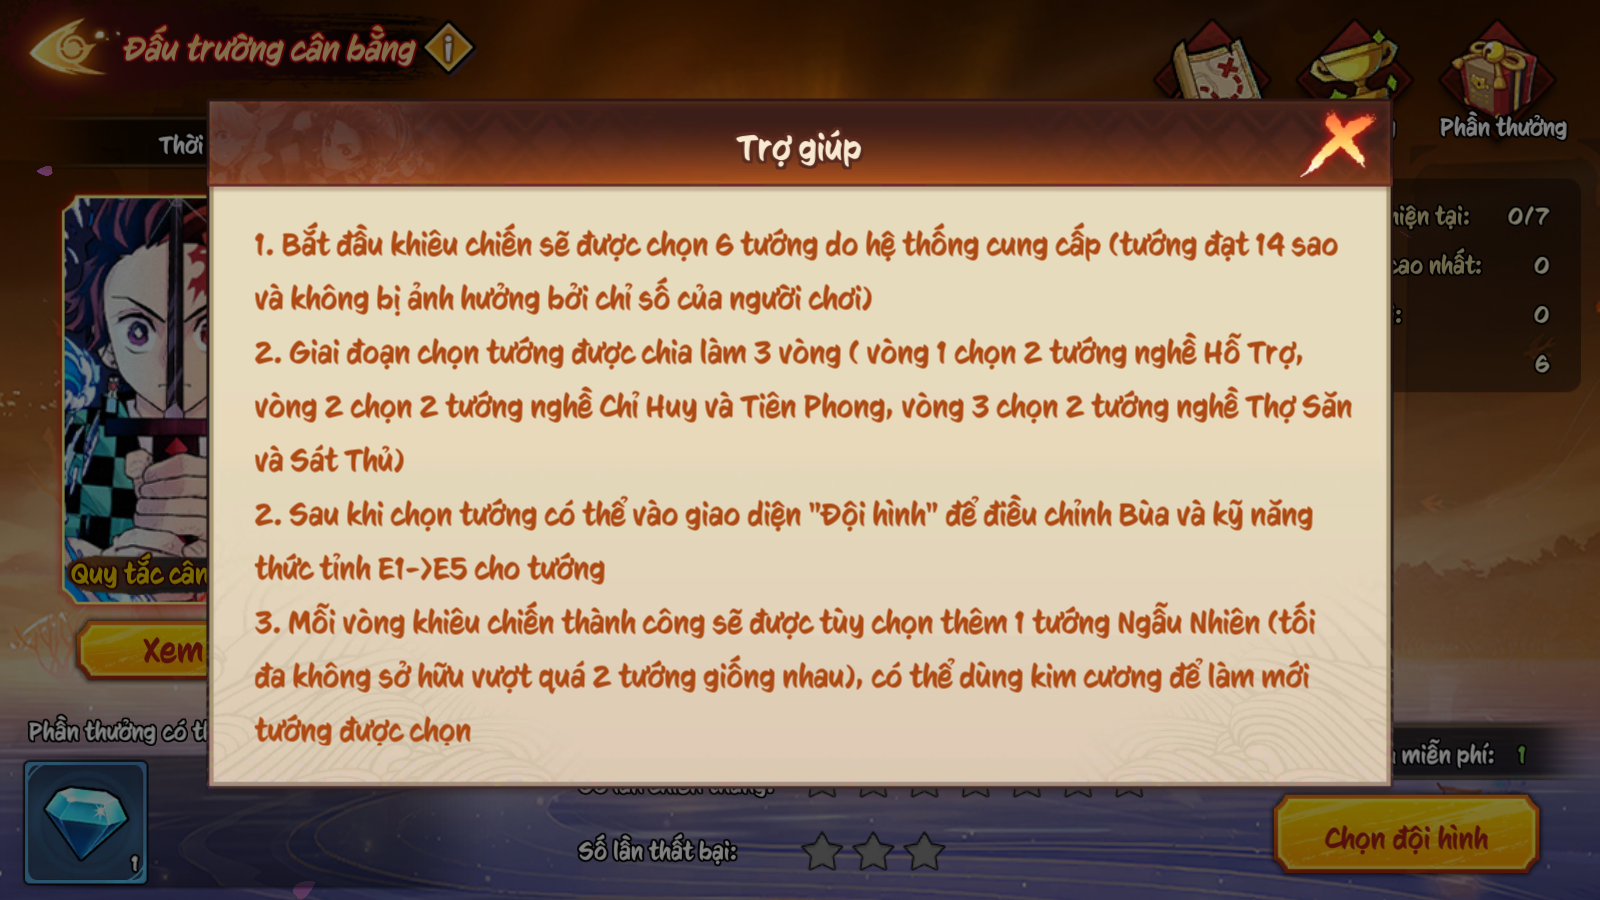 Đấu trường cân bằng
Phần thưởng
Thời
Trợ giúp
1. Bắt đầu khiêu chiến sẽ được chọn 6 tướng do hệ thống cung cấp (tướng đạt 14 sao
và không bị ảnh hưởng bởi chỉ số của người chơi)
2. Giai đoạn chọn tướng được chia làm 3 vòng ( vòng 1 chọn 2 tướng nghề Hỗ Trợ,
vòng 2 chọn 2 tướng nghề Chỉ Huy và Tiên Phong, vòng 3 chọn 2 tướng nghề Thợ Săn
và Sát Thủ)
2. Sau khi chọn tướng có thể vào giao diện "Đội hình" để điều chỉnh Bùa và kỹ năng
thức tỉnh E1->E5 cho tướng
3. Mỗi vòng khiêu chiến thành công sẽ được tùy chọn thêm 1 tướng Ngẫu Nhiên (tối
đa không sở hữu vượt quá 2 tướng giống nhau), có thể dùng kim cương để làm mới
tướng được chọn
hiện tại: 0/7
cao nhất: 0
: 0
6
Quy tắc cân
Xem
Phần thưởng có th
1
miễn phí: 1
Số lần thất bại:
Chọn đội hình